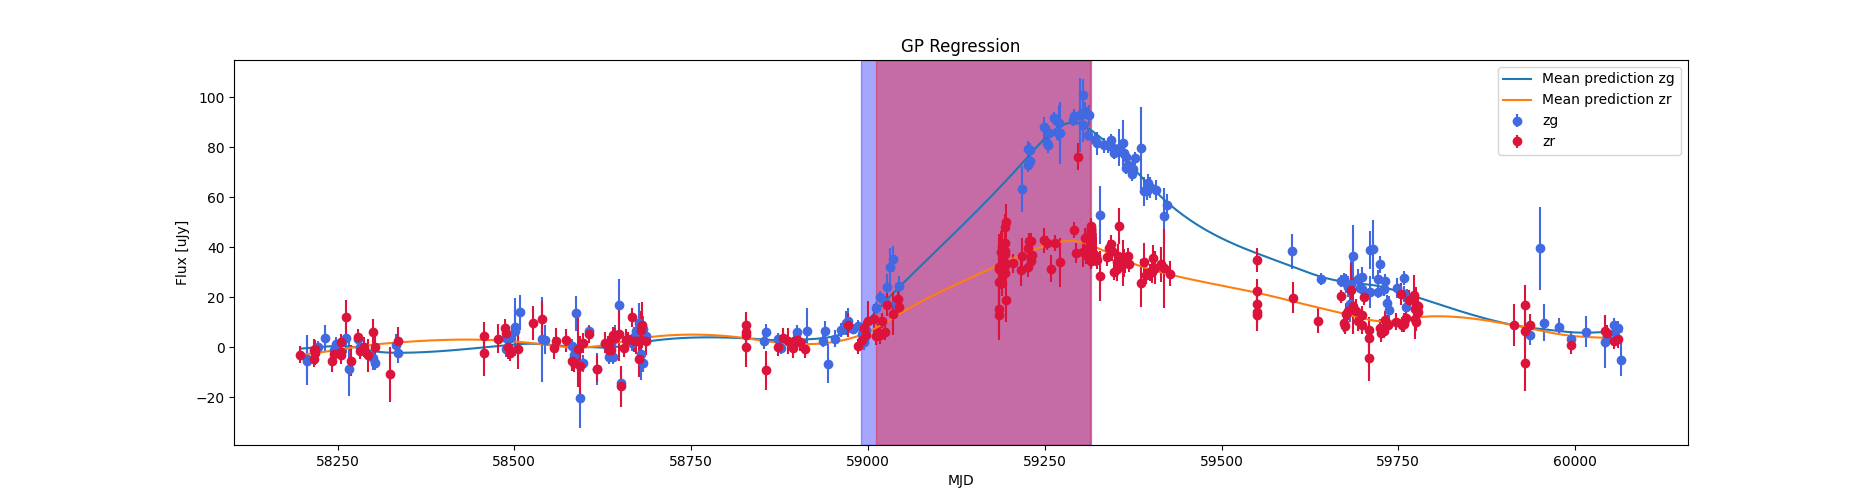 GP Regression
Mean prediction zg
Mean prediction zr
zg
zr
Flux [uJy]
100
80
60
40
20
0
−20
58250 58500 58750 59000 59250 59500 59750 60000
MJD